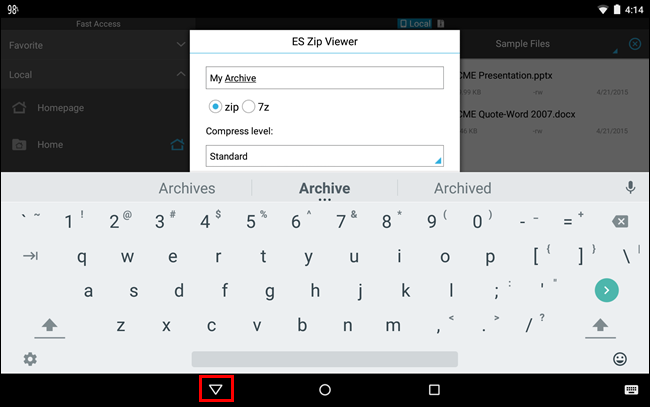 98
4:14
Fast Access
Local
Favorite
Local
Homepage
Home
ES Zip Viewer
My Archive
zip 7z
Compress level:
Standard
Sample Files
CME Presentation.pptx
KB -rw 4/21/2015
CME Quote-Word 2007.docx
KB -rw 4/21/2015
Archives Archive Archived
` ~ 1 ! 2 @ 3 # 4 $ 5 % 6 ^ 7 & 8 * 9 ( 0 ) - _ = +
q w e r t y u i o p [ { ] } \ |
a s d f g h j k l ; : ' "
z x c v b n m , < . > / ?